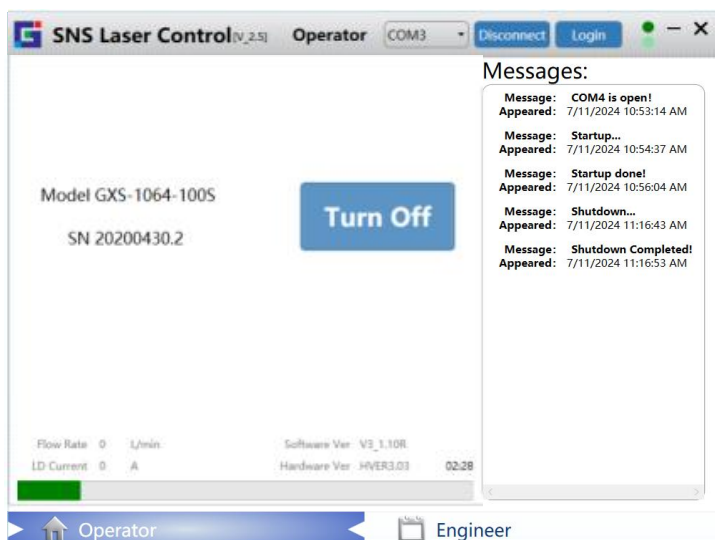 SNS Laser Control[V_2.5] Operator COM3 Disconnect Login
Messages:
Message: COM4 is open!
Appeared: 7/11/2024 10:53:14 AM
Message: Startup...
Appeared: 7/11/2024 10:54:37 AM
Message: Startup done!
Appeared: 7/11/2024 10:56:04 AM
Message: Shutdown...
Appeared: 7/11/2024 11:16:43 AM
Message: Shutdown Completed!
Appeared: 7/11/2024 11:16:53 AM
Model GXS-1064-100S
SN 20200430.2
Turn Off
Flow Rate 0 L/min Software Ver V3_1.10R
LD Current 0 A Hardware Ver HVER3.03 02:28
Operator Engineer